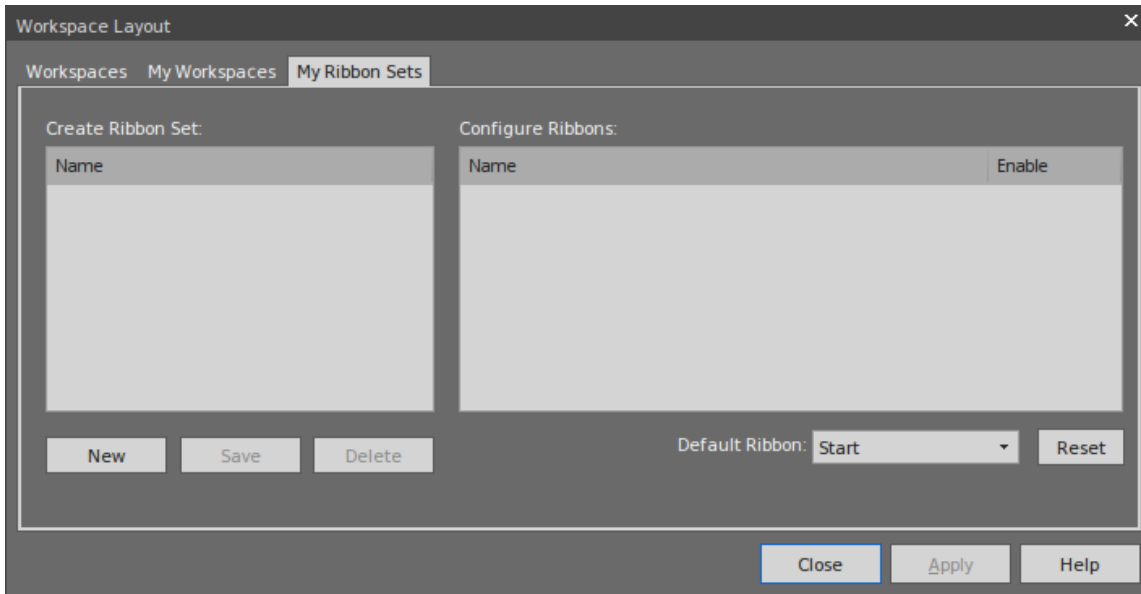 Workspace Layout
Workspaces My Workspaces My Ribbon Sets
Create Ribbon Set:
Name
New Save Delete
Configure Ribbons:
Name Enable
Default Ribbon: Start Reset
Close Apply Help